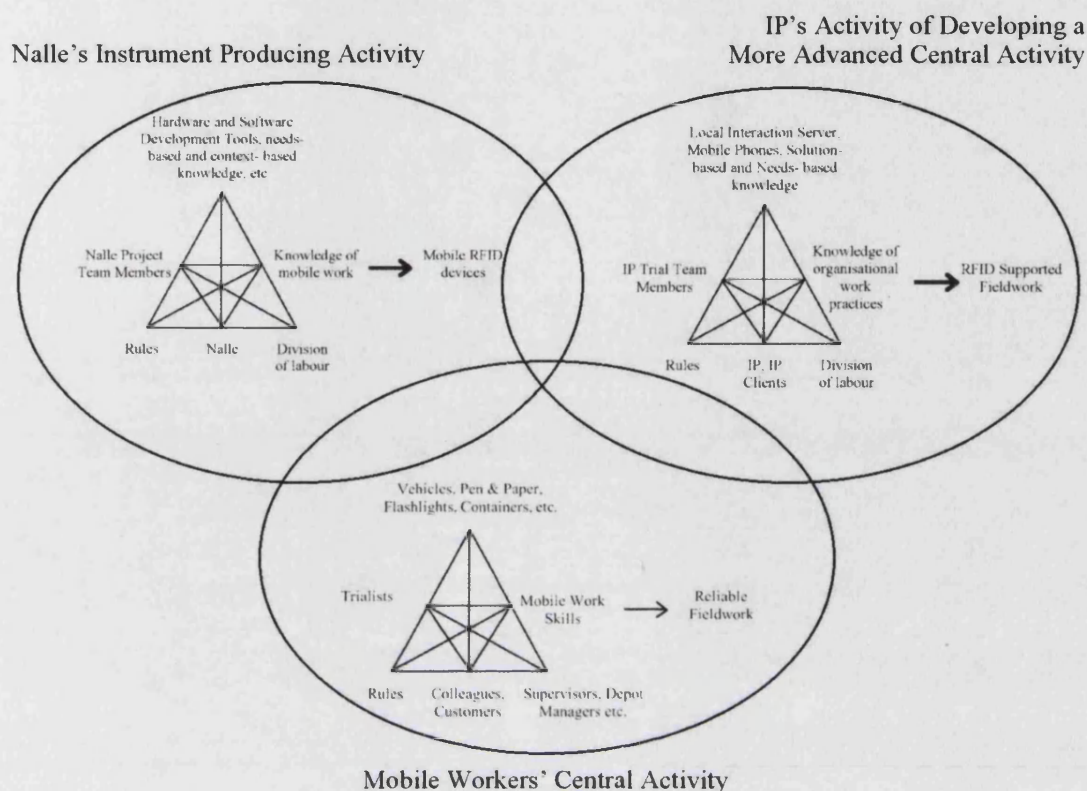 IP's Activity of Developing a
More Advanced Central Activity
Nalle's Instrument Producing Activity
Hardware and Software
Development Tools, needs-
based and context- based
knowledge, etc
Nalle Project
Team Members
Knowledge of
mobile work
Mobile RFID
devices
Rules
Nalle
Division
of labour
Local Interaction Server,
Mobile Phones, Solution-
based and Needs- based
knowledge
IP Trial Team
Members
Knowledge of
organisational
work
practices
RFID Supported
Fieldwork
Rules
IP, IP
Clients
Division
of labour
Vehicles, Pen & Paper,
Flashlights, Containers, etc.
Trialists
Mobile Work
Skills
Reliable
Fieldwork
Rules
Colleagues,
Customers
Supervisors, Depot
Managers etc.
Mobile Workers' Central Activity